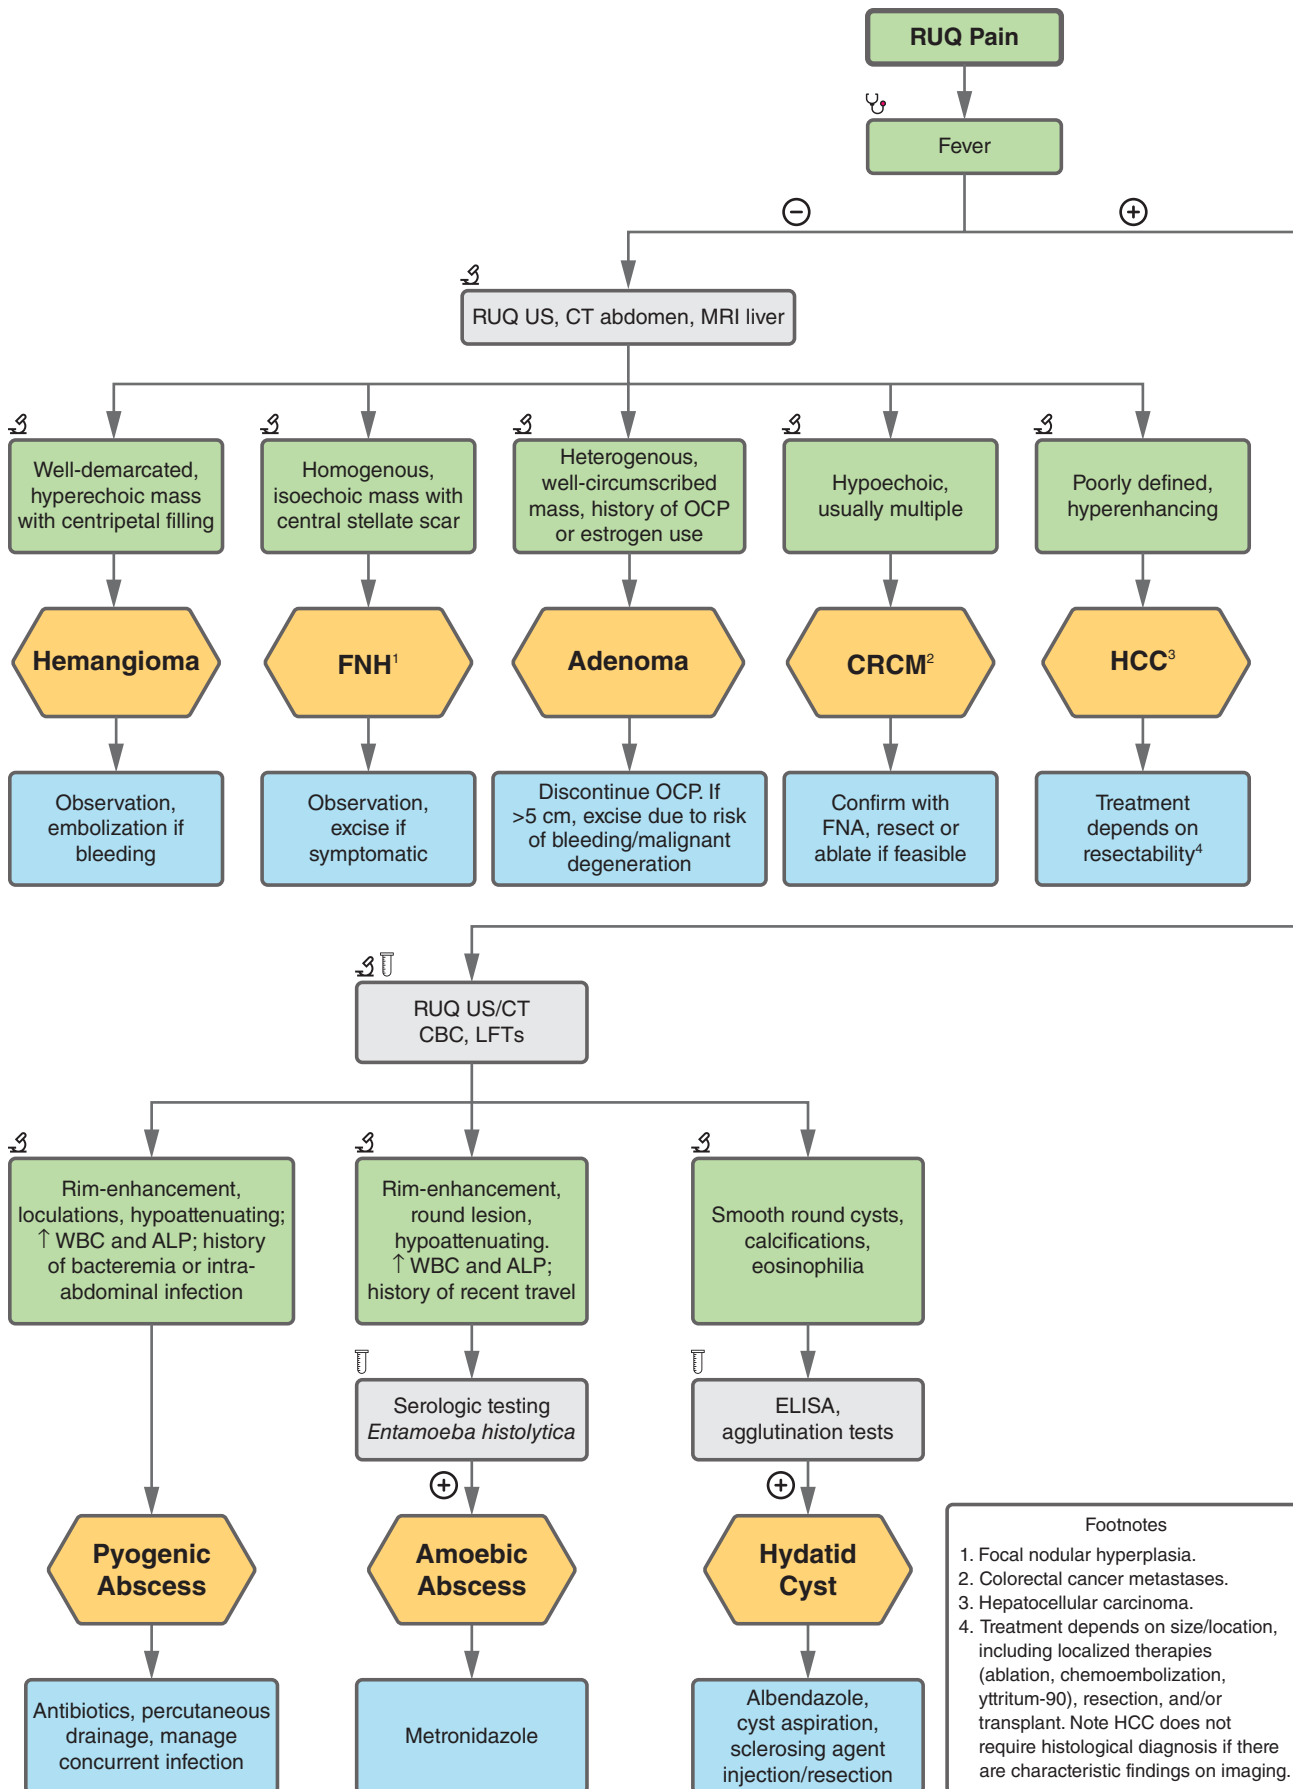 RUQ Pain
Fever
−
+
RUQ US, CT abdomen, MRI liver
Well-demarcated,
hyperechoic mass
with centripetal filling
Homogenous,
isoechoic mass with
central stellate scar
Heterogenous,
well-circumscribed
mass, history of OCP
or estrogen use
Hypoechoic,
usually multiple
Poorly defined,
hyperenhancing
Hemangioma
FNH¹
Adenoma
CRCM²
HCC³
Observation,
embolization if
bleeding
Observation,
excise if
symptomatic
Discontinue OCP. If
>5 cm, excise due to risk
of bleeding/malignant
degeneration
Confirm with
FNA, resect or
ablate if feasible
Treatment
depends on
resectability⁴
RUQ US/CT
CBC, LFTs
Rim-enhancement,
loculations, hypoattenuating;
↑ WBC and ALP; history
of bacteremia or intra-
abdominal infection
Rim-enhancement,
round lesion,
hypoattenuating.
↑ WBC and ALP;
history of recent travel
Smooth round cysts,
calcifications,
eosinophilia
Serologic testing
Entamoeba histolytica
ELISA,
agglutination tests
+
+
Pyogenic
Abscess
Amoebic
Abscess
Hydatid
Cyst
Antibiotics, percutaneous
drainage, manage
concurrent infection
Metronidazole
Albendazole,
cyst aspiration,
sclerosing agent
injection/resection
Footnotes
1. Focal nodular hyperplasia.
2. Colorectal cancer metastases.
3. Hepatocellular carcinoma.
4. Treatment depends on size/location,
including localized therapies
(ablation, chemoembolization,
yttritum-90), resection, and/or
transplant. Note HCC does not
require histological diagnosis if there
are characteristic findings on imaging.